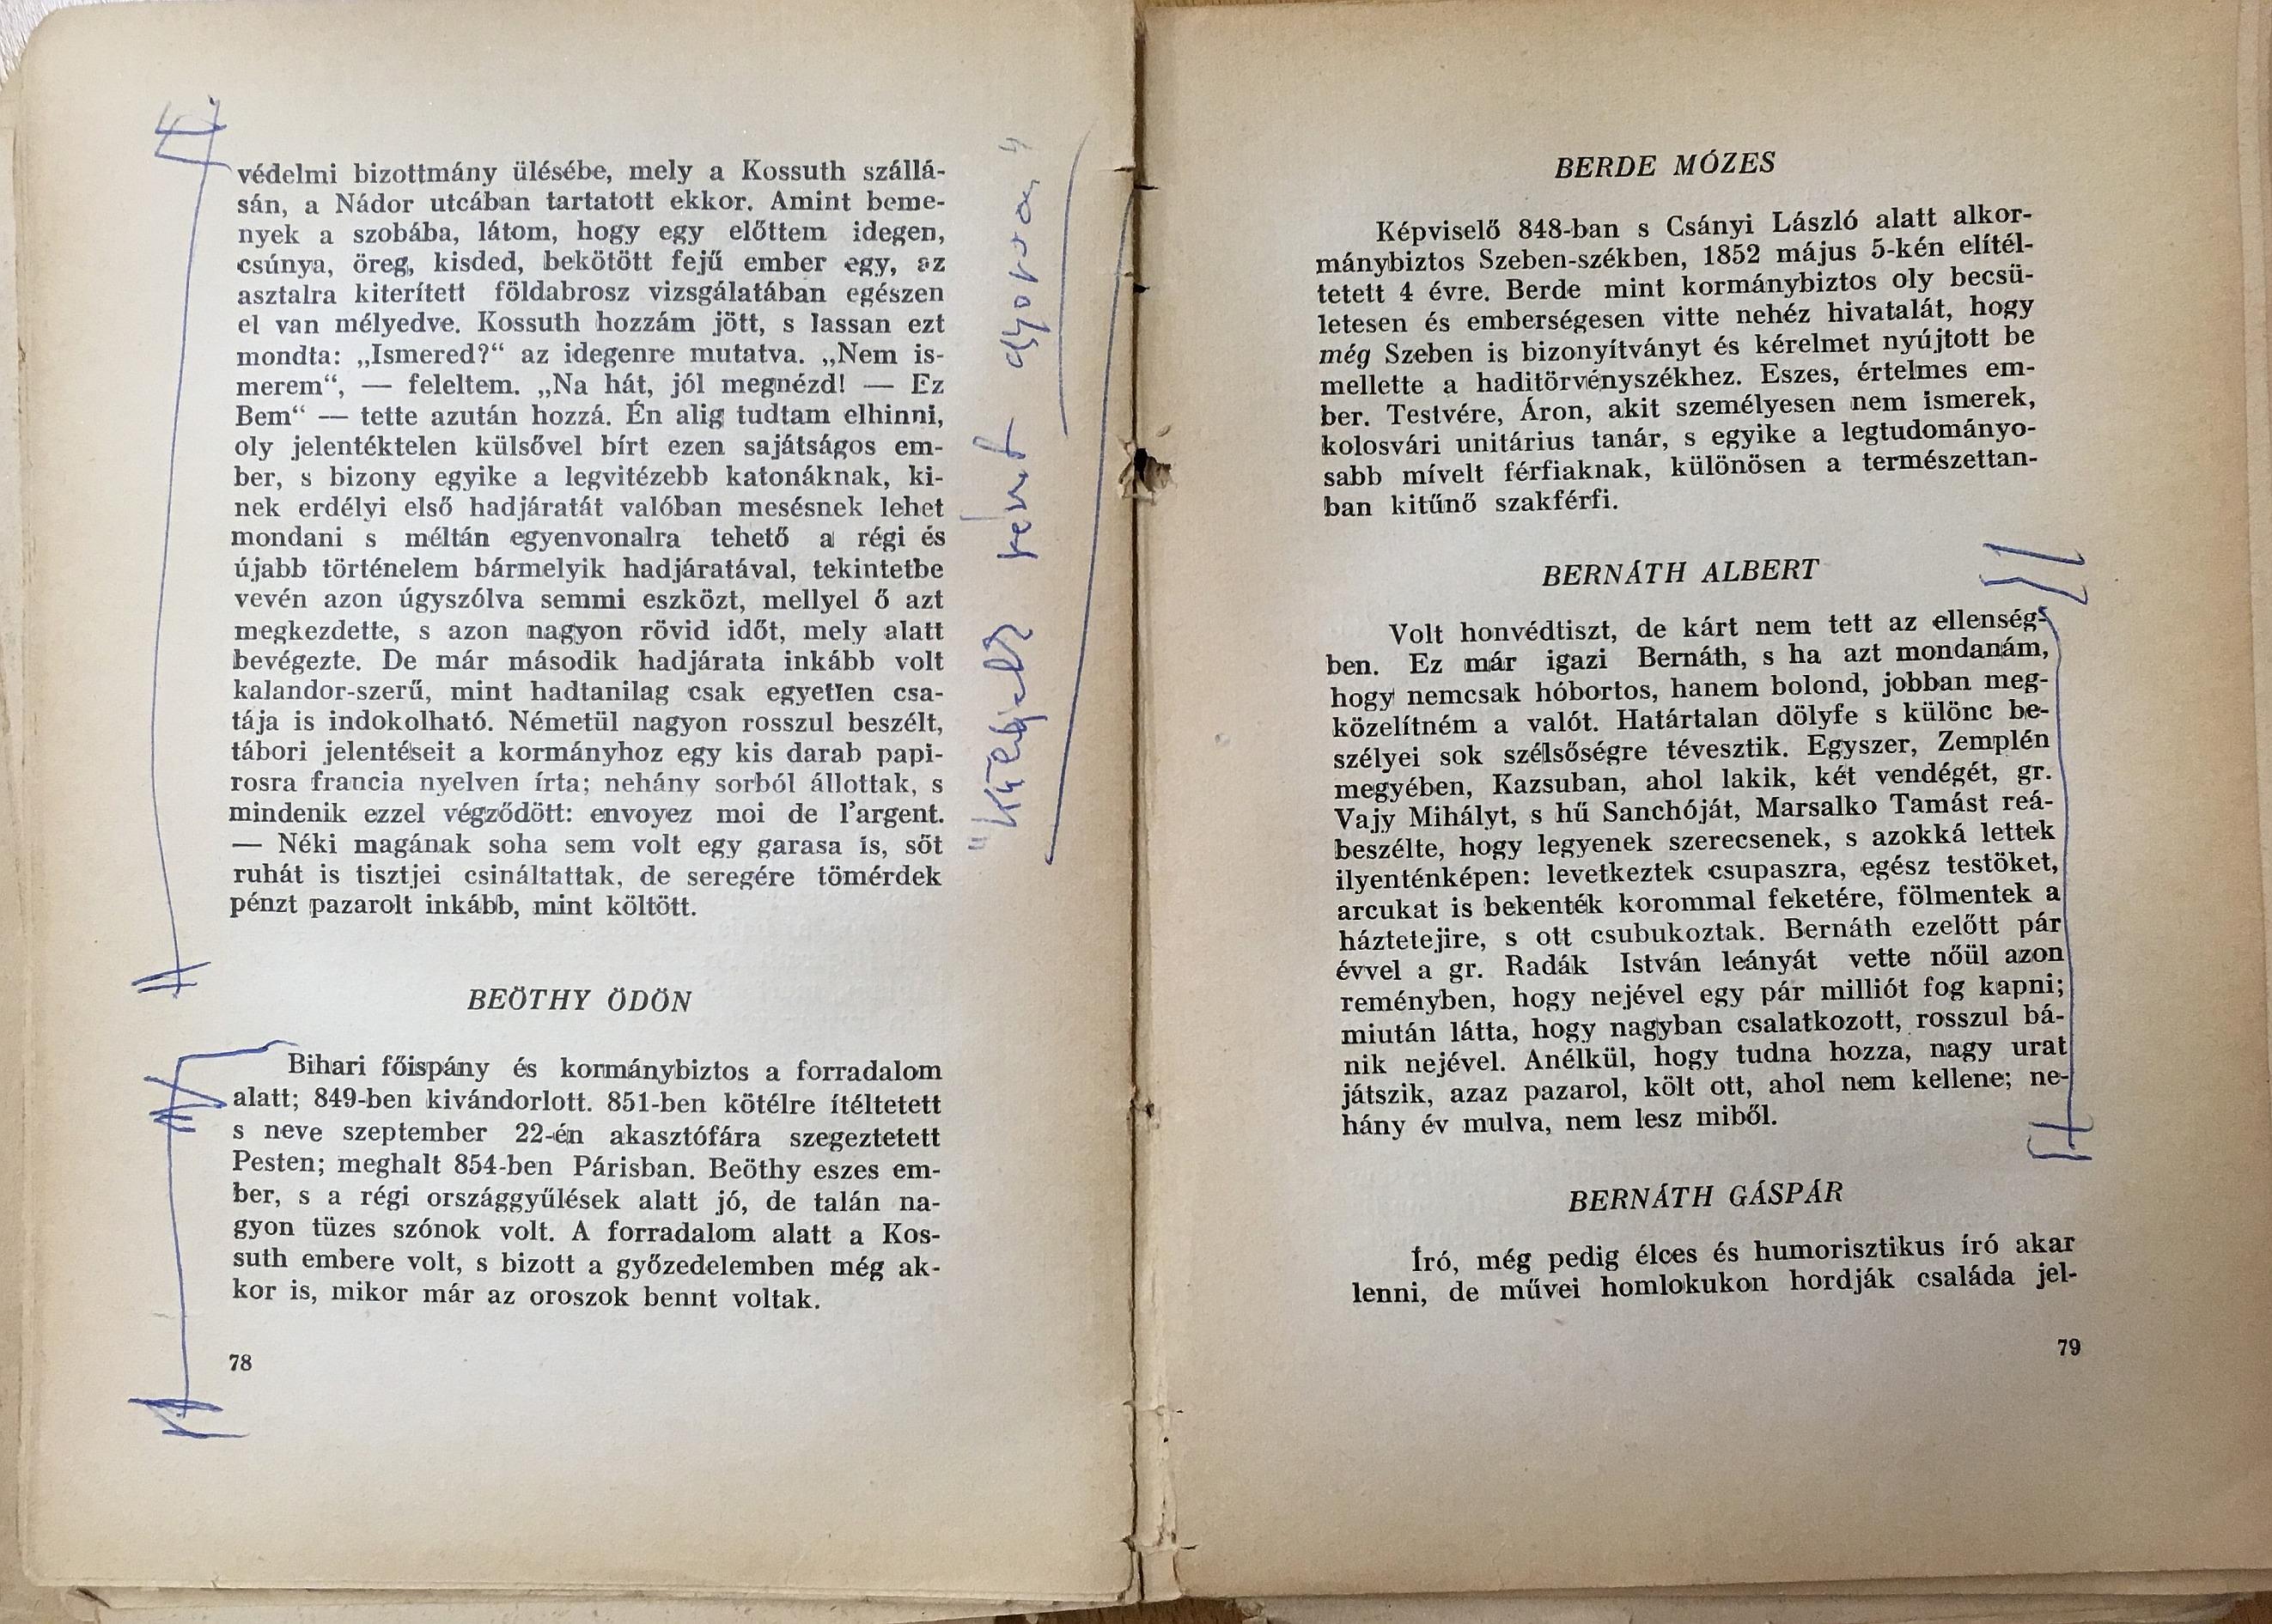 védelmi bizottmány ülésébe, mely a Kossuth szállá-
sán, a Nádor utcában tartatott ekkor. Amint beme-
nyek a szobába, látom, hogy egy előttem idegen,
csúnya, öreg, kisded, bekötött fejű ember egy, az
asztalra kiterített földabrosz vizsgálatában egészen
el van mélyedve. Kossuth hozzám jött, s lassan ezt
mondta: „Ismered?“ az idegenre mutatva. „Nem is-
merem“, — feleltem. „Na hát, jól megnézd! — Ez
Bem“ — tette azután hozzá. Én alig tudtam elhinni,
oly jelentéktelen külsővel bírt ezen sajátságos em-
ber, s bizony egyike a legvitézebb katonáknak, ki-
nek erdélyi első hadjáratát valóban mesésnek lehet
mondani s méltán egyenvonalra tehető a régi és
újabb történelem bármelyik hadjáratával, tekintetbe
vevén azon úgyszólva semmi eszközt, mellyel ő azt
megkezdette, s azon nagyon rövid időt, mely alatt
bevégezte. De már második hadjárata inkább volt
kalandor-szerű, mint hadtanilag csak egyetlen csa-
tája is indokolható. Németül nagyon rosszul beszélt,
tábori jelentéseit a kormányhoz egy kis darab papi-
rosra francia nyelven írta; nehány sorból állottak, s
mindenik ezzel végződött: envoyez moi de l’argent.
— Néki magának soha sem volt egy garasa is, sőt
ruhát is tisztjei csináltattak, de seregére tömérdek
pénzt pazarolt inkább, mint költött.
BEÖTHY ÖDÖN
Bihari főispány és kormánybiztos a forradalom
alatt; 849-ben kivándorlott. 851-ben kötélre ítéltetett
s neve szeptember 22-én akasztófára szegeztetett
Pesten; meghalt 854-ben Párisban. Beöthy eszes em-
ber, s a régi országgyűlések alatt jó, de talán na-
gyon tüzes szónok volt. A forradalom alatt a Kos-
suth embere volt, s bizott a győzedelemben még ak-
kor is, mikor már az oroszok bennt voltak.
78
BERDE MÓZES
Képviselő 848-ban s Csányi László alatt alkor-
mánybiztos Szeben-székben, 1852 május 5-kén elítél-
tetett 4 évre. Berde mint kormánybiztos oly becsü-
letesen és emberségesen vitte nehéz hivatalát, hogy
még Szeben is bizonyítványt és kérelmet nyújtott be
mellette a haditörvényszékhez. Eszes, értelmes em-
ber. Testvére, Áron, akit személyesen nem ismerek,
kolosvári unitárius tanár, s egyike a legtudományo-
sabb mívelt férfiaknak, különösen a természettan-
ban kitűnő szakférfi.
BERNÁTH ALBERT
Volt honvédtiszt, de kárt nem tett az ellenség-
ben. Ez már igazi Bernáth, s ha azt mondanám,
hogy nemcsak hóbortos, hanem bolond, jobban meg-
közelítném a valót. Határtalan dölyfe s különc be-
szélyei sok szélsőségre tévesztik. Egyszer, Zemplén
megyében, Kazsuban, ahol lakik, két vendégét, gr.
Vajy Mihályt, s hű Sanchóját, Marsalko Tamást reá-
beszélte, hogy legyenek szerecsenek, s azokká lettek
ilyenténképen: levetkeztek csupaszra, egész testöket,
arcukat is bekenték korommal feketére, fölmentek a
háztetejire, s ott csubukoztak. Bernáth ezelőtt pár
évvel a gr. Radák István leányát vette nőül azon
reményben, hogy nejével egy pár milliót fog kapni;
miután látta, hogy nagyban csalatkozott, rosszul bá-
nik nejével. Anélkül, hogy tudna hozza, nagy urat
játszik, azaz pazarol, költ ott, ahol nem kellene; ne-
hány év mulva, nem lesz miből.
BERNÁTH GÁSPÁR
Író, még pedig élces és humorisztikus író akar
lenni, de művei homlokukon hordják családa jel-
79